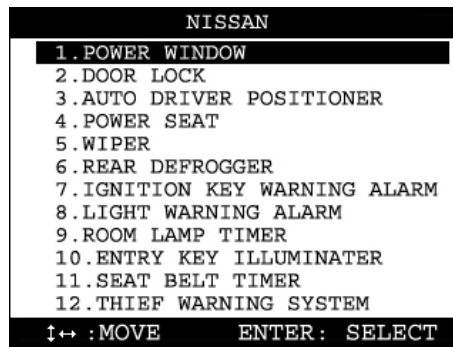 NISSAN
1.POWER WINDOW
2.DOOR LOCK
3.AUTO DRIVER POSITIONER
4.POWER SEAT
5.WIPER
6.REAR DEFROGGER
7.IGNITION KEY WARNING ALARM
8.LIGHT WARNING ALARM
9.ROOM LAMP TIMER
10.ENTRY KEY ILLUMINATER
11.SEAT BELT TIMER
12.THIEF WARNING SYSTEM
↕↔ :MOVE ENTER: SELECT